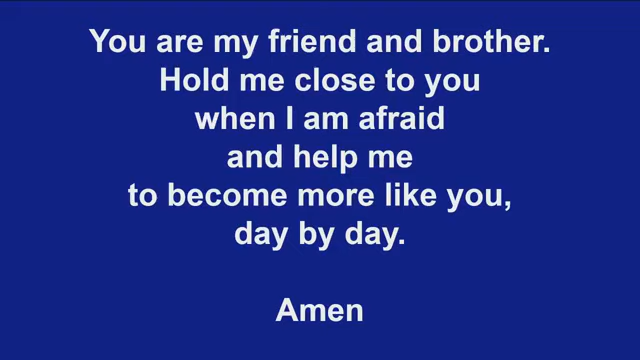 You are my friend and brother.
Hold me close to you
when I am afraid
and help me
to become more like you,
day by day.
Amen